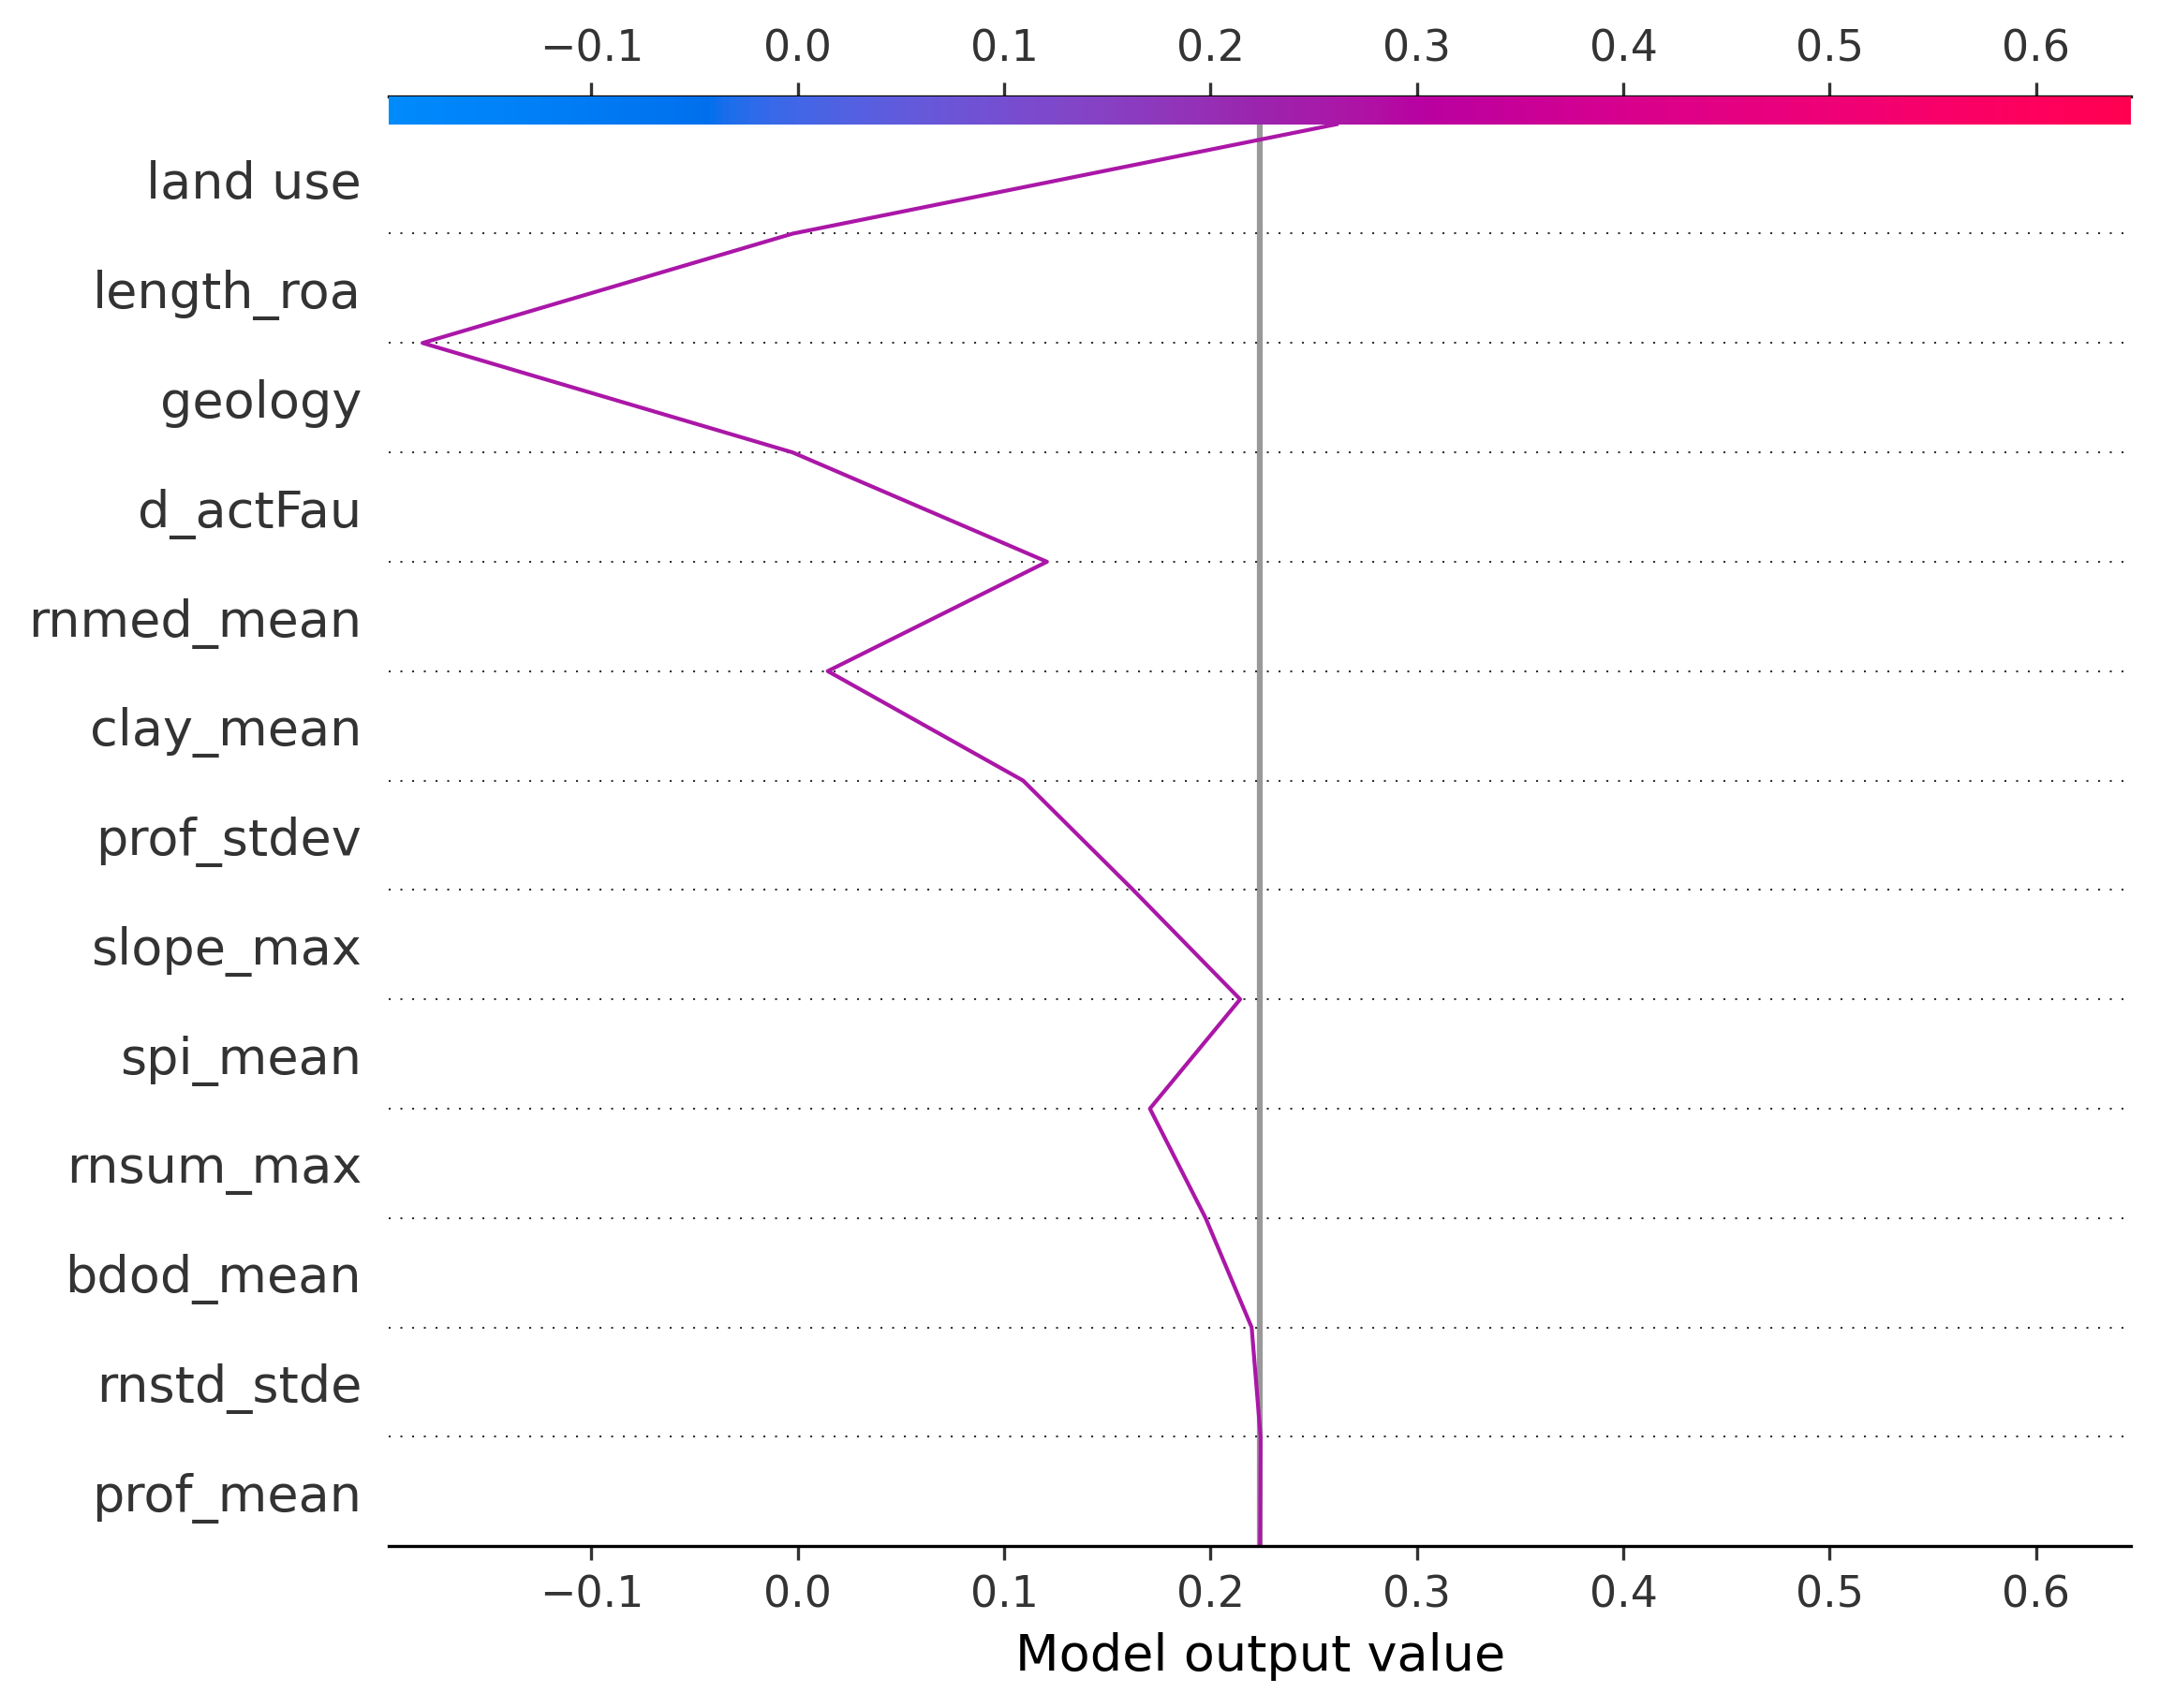 −0.1 0.0 0.1 0.2 0.3 0.4 0.5 0.6
land use
length_roa
geology
d_actFau
rnmed_mean
clay_mean
prof_stdev
slope_max
spi_mean
rnsum_max
bdod_mean
rnstd_stde
prof_mean
−0.1 0.0 0.1 0.2 0.3 0.4 0.5 0.6
Model output value